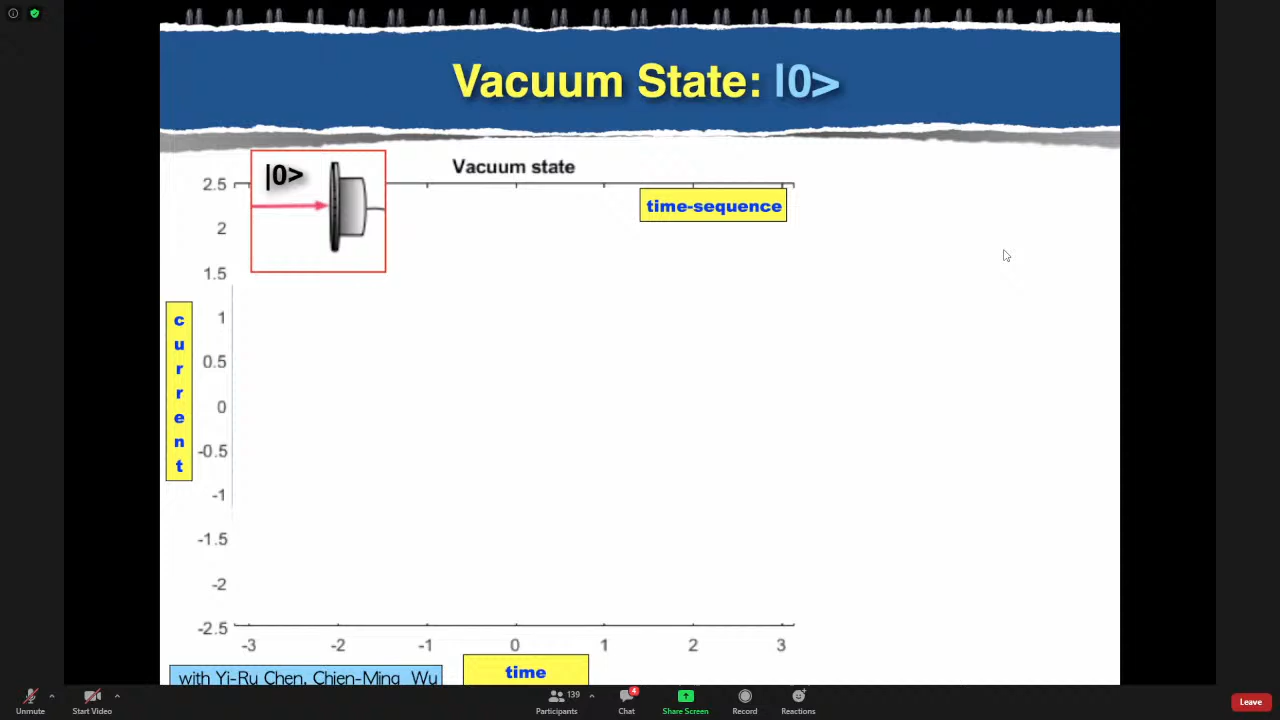 Vacuum State: |0>
|0>
Vacuum state
time-sequence
2.5
2
1.5
1
0.5
0
-0.5
-1
-1.5
-2
-2.5
current
-3 -2 -1 0 1 2 3
time
with Yi-Ru Chen, Chien-Ming Wu
Unmute
Start Video
139
Participants
4
Chat
Share Screen
Record
Reactions
Leave